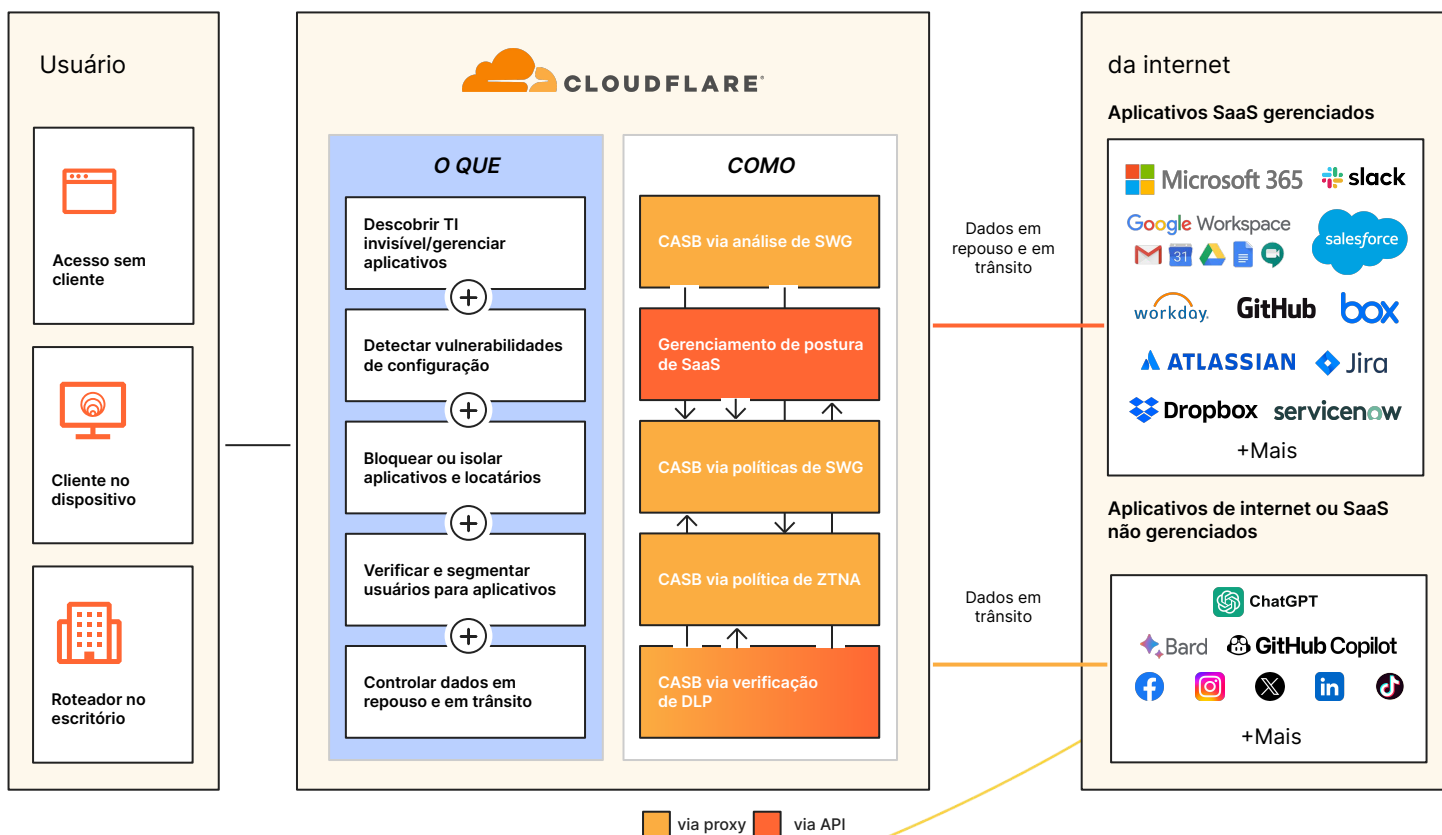 Usuário
Acesso sem
cliente
Cliente no
dispositivo
Roteador no
escritório
CLOUDFLARE
O QUE
Descobrir TI
invisível/gerenciar
aplicativos
Detectar vulnerabilidades
de configuração
Bloquear ou isolar
aplicativos e locatários
Verificar e segmentar
usuários para aplicativos
Controlar dados em
repouso e em trânsito
COMO
CASB via análise de SWG
Gerenciamento de postura
de SaaS
CASB via políticas de SWG
CASB via política de ZTNA
CASB via verificação
de DLP
via proxy
via API
Dados em
repouso e em
trânsito
Dados em
trânsito
da internet
Aplicativos SaaS gerenciados
Microsoft 365
slack
Google Workspace
31
salesforce
workday.
GitHub
box
ATLASSIAN
Jira
Dropbox
servicenow
+Mais
Aplicativos de internet ou SaaS
não gerenciados
ChatGPT
Bard
GitHub Copilot
in
+Mais